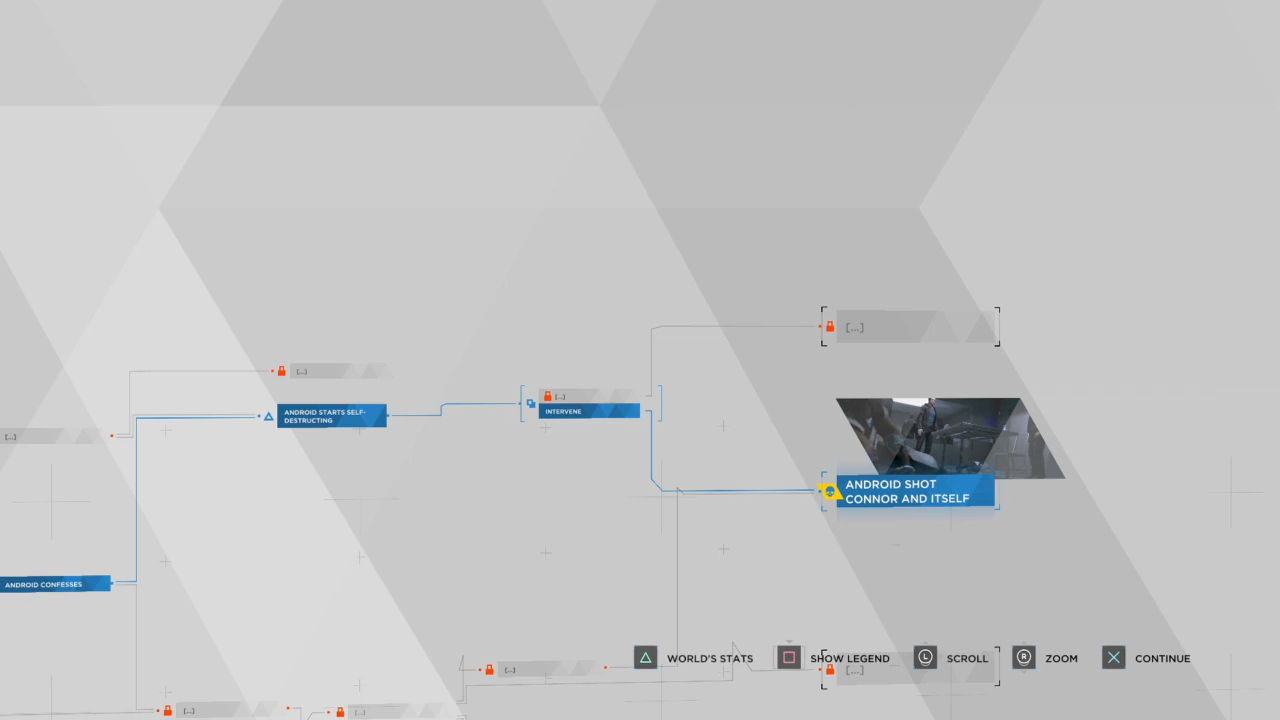 [...]
[...]
[...]
ANDROID STARTS SELF-
DESTRUCTING
INTERVENE
[...]
ANDROID SHOT
CONNOR AND ITSELF
ANDROID CONFESSES
WORLD'S STATS
SHOW LEGEND
L
SCROLL
R
ZOOM
CONTINUE
[...]
[...]
[...]
[...]